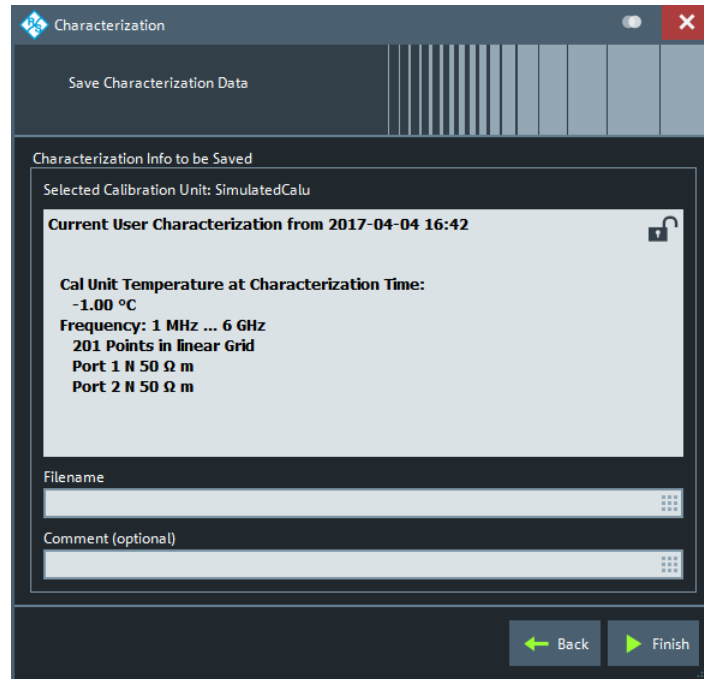 Characterization
Save Characterization Data
Characterization Info to be Saved
Selected Calibration Unit: SimulatedCalu
Current User Characterization from 2017-04-04 16:42
Cal Unit Temperature at Characterization Time:
-1.00 °C
Frequency: 1 MHz ... 6 GHz
201 Points in linear Grid
Port 1 N 50 Ω m
Port 2 N 50 Ω m
Filename
Comment (optional)
Back
Finish